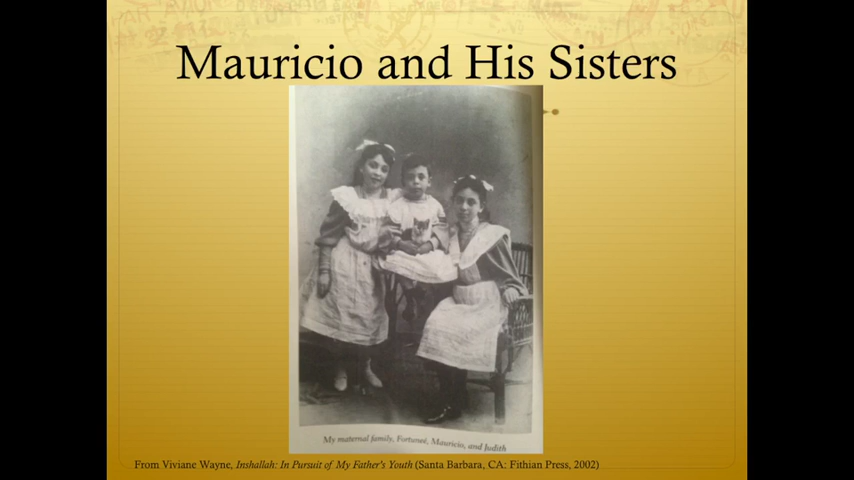 Mauricio and His Sisters
My maternal family, Fortuneé, Mauricio, and Judith
From Viviane Wayne, Inshallah: In Pursuit of My Father's Youth (Santa Barbara, CA: Fithian Press, 2002)